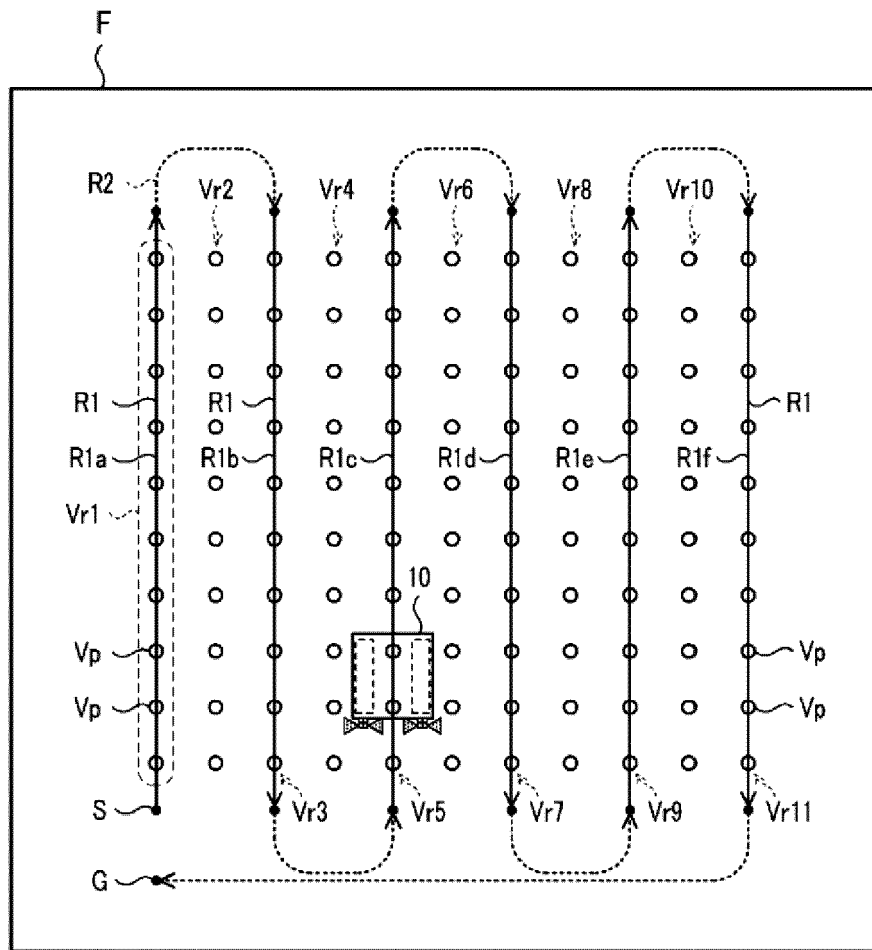 F
R2 Vr2 Vr4 Vr6 Vr8 Vr10
R1 R1 R1
R1a R1b R1c R1d R1e R1f
Vr1
10
Vp Vp
Vp Vp
S Vr3 Vr5 Vr7 Vr9 Vr11
G